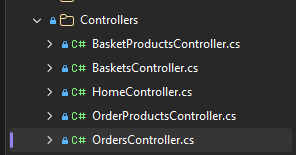 Controllers
C# BasketProductsController.cs
C# BasketsController.cs
C# HomeController.cs
C# OrderProductsController.cs
C# OrdersController.cs